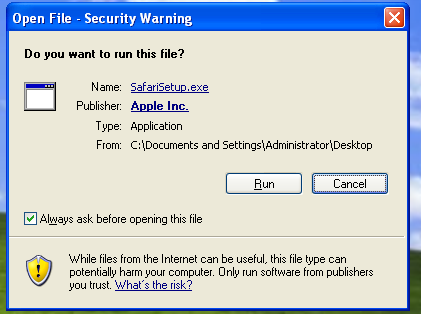 Open File - Security Warning
Do you want to run this file?
Name: SafariSetup.exe
Publisher: Apple Inc.
Type: Application
From: C:\Documents and Settings\Administrator\Desktop
Run Cancel
Always ask before opening this file
While files from the Internet can be useful, this file type can
potentially harm your computer. Only run software from publishers
you trust. What's the risk?